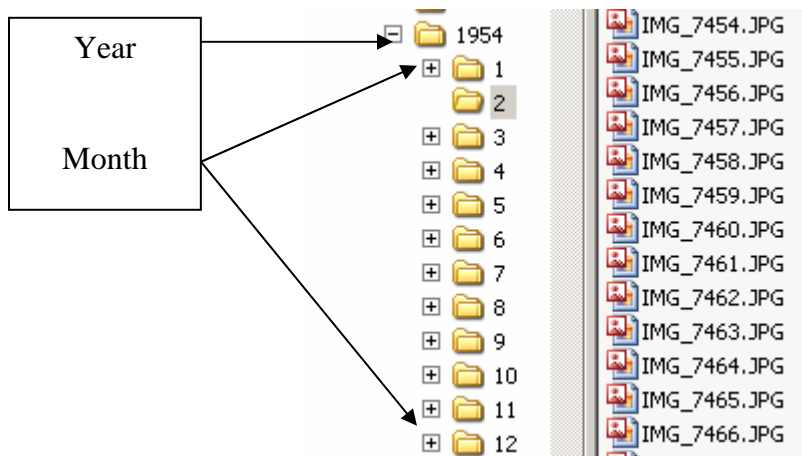 Year
Month
1954
1
2
3
4
5
6
7
8
9
10
11
12
IMG_7454.JPG
IMG_7455.JPG
IMG_7456.JPG
IMG_7457.JPG
IMG_7458.JPG
IMG_7459.JPG
IMG_7460.JPG
IMG_7461.JPG
IMG_7462.JPG
IMG_7463.JPG
IMG_7464.JPG
IMG_7465.JPG
IMG_7466.JPG